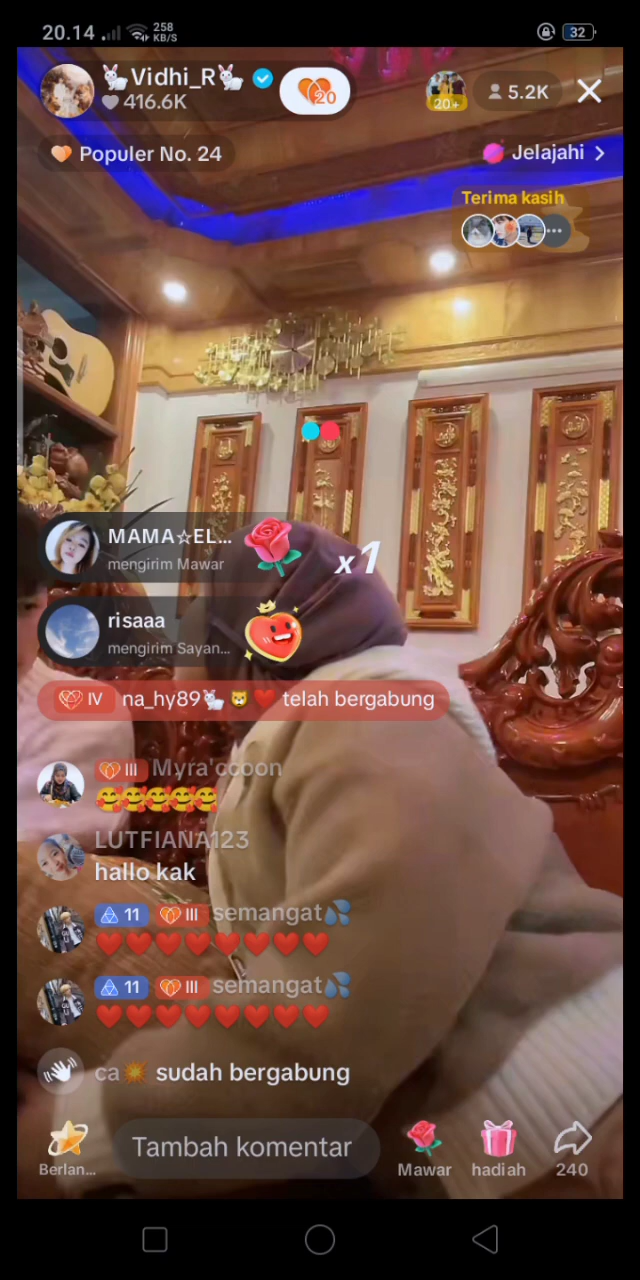 20.14
258
KB/S
32
🐇Vidhi_R🐇
416.6K
20
20+
5.2K
Populer No. 24
Jelajahi
Terima kasih
MAMA☆EL...
mengirim Mawar
x1
risaaa
mengirim Sayan...
IV na_hy89🐇🦁❤️ telah bergabung
III Myra'ccoon
🥰🥰🥰🥰🥰
LUTFIANA123
hallo kak
11 III semangat💦
❤️❤️❤️❤️❤️❤️❤️❤️
11 III semangat💦
❤️❤️❤️❤️❤️❤️❤️❤️
ca💥 sudah bergabung
Berlan...
Tambah komentar
Mawar
hadiah
240